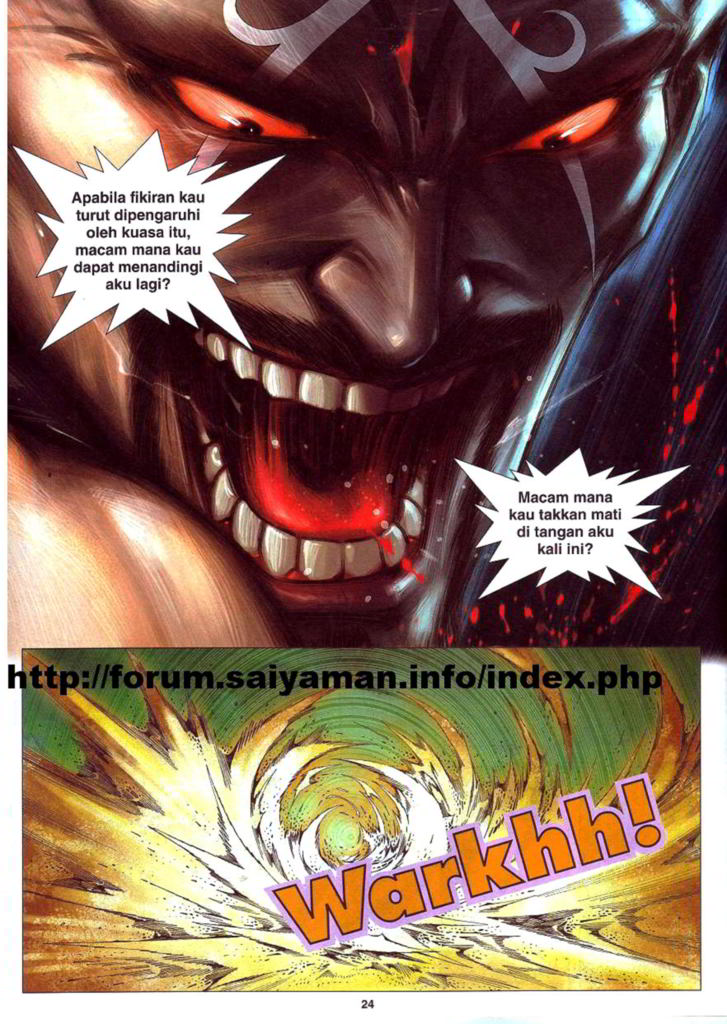 Apabila fikiran kau
turut dipengaruhi
oleh kuasa itu,
macam mana kau
dapat menandingi
aku lagi?
Macam mana
kau takkan mati
di tangan aku
kali ini?
http://forum.saiyaman.info/index.php
Warkhh!
24